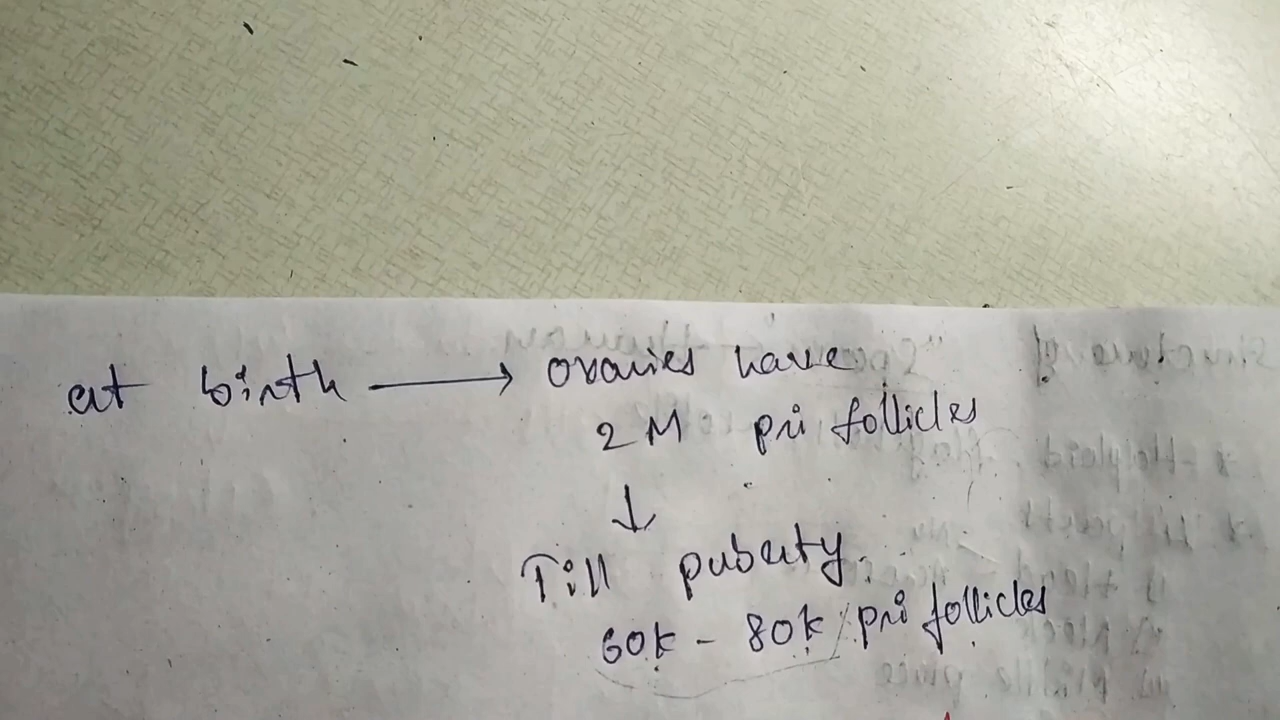 at birth → ovaries have
2 M pri follicles
↓
Till puberty
60k - 80k / pri follicles